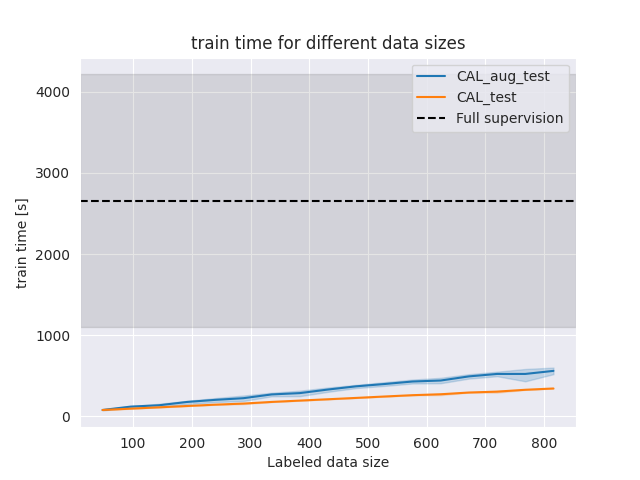 train time for different data sizes
CAL_aug_test
CAL_test
Full supervision
train time [s]
4000
3000
2000
1000
0
100 200 300 400 500 600 700 800
Labeled data size